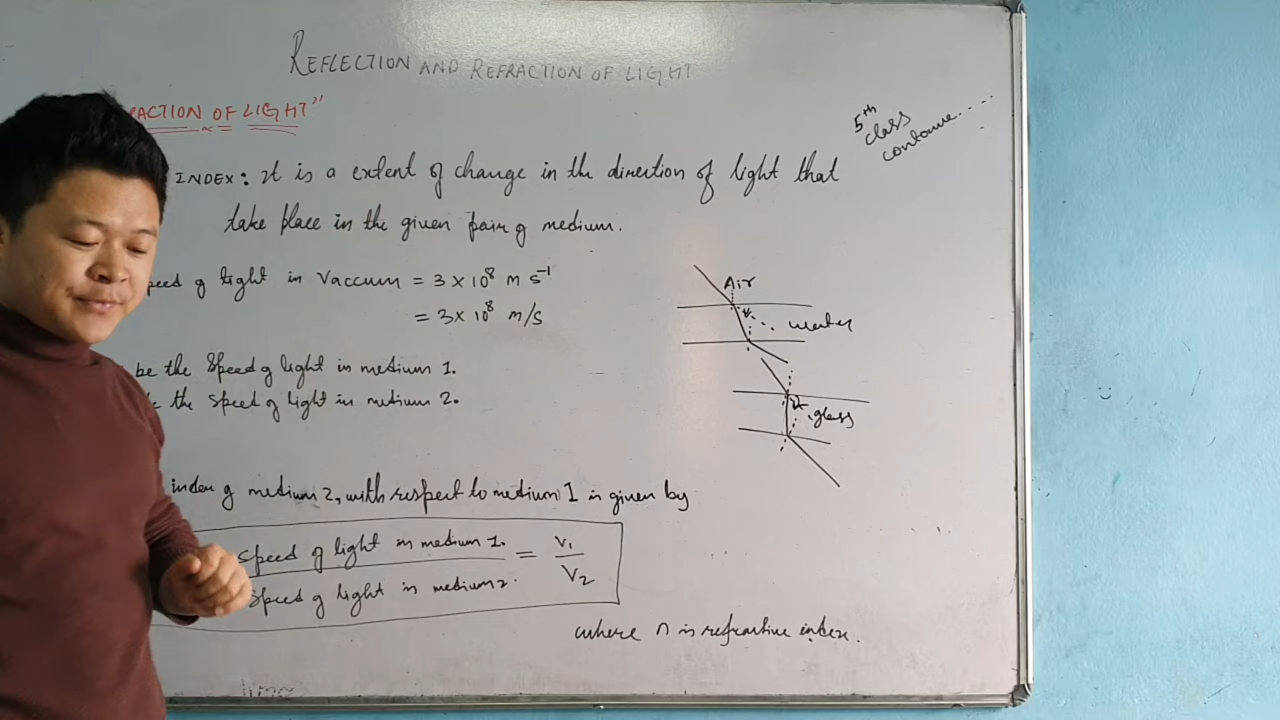 REFLECTION AND REFRACTION OF LIGHT
ACTION OF LIGHT"
5th
class
continue.....
INDEX: it is a extent of change in the direction of light that
take place in the given pair of medium.
peed of light in Vaccum = 3 × 10⁸ m s⁻¹
= 3 × 10⁸ m/s
be the Speed of light in medium 1.
the speed of light in medium 2.
Air
water
glass
index of medium 2, with respect to medium 1 is given by
speed of light in medium 1. = V₁
speed of light in medium 2. V₂
where n is refractive index.
time